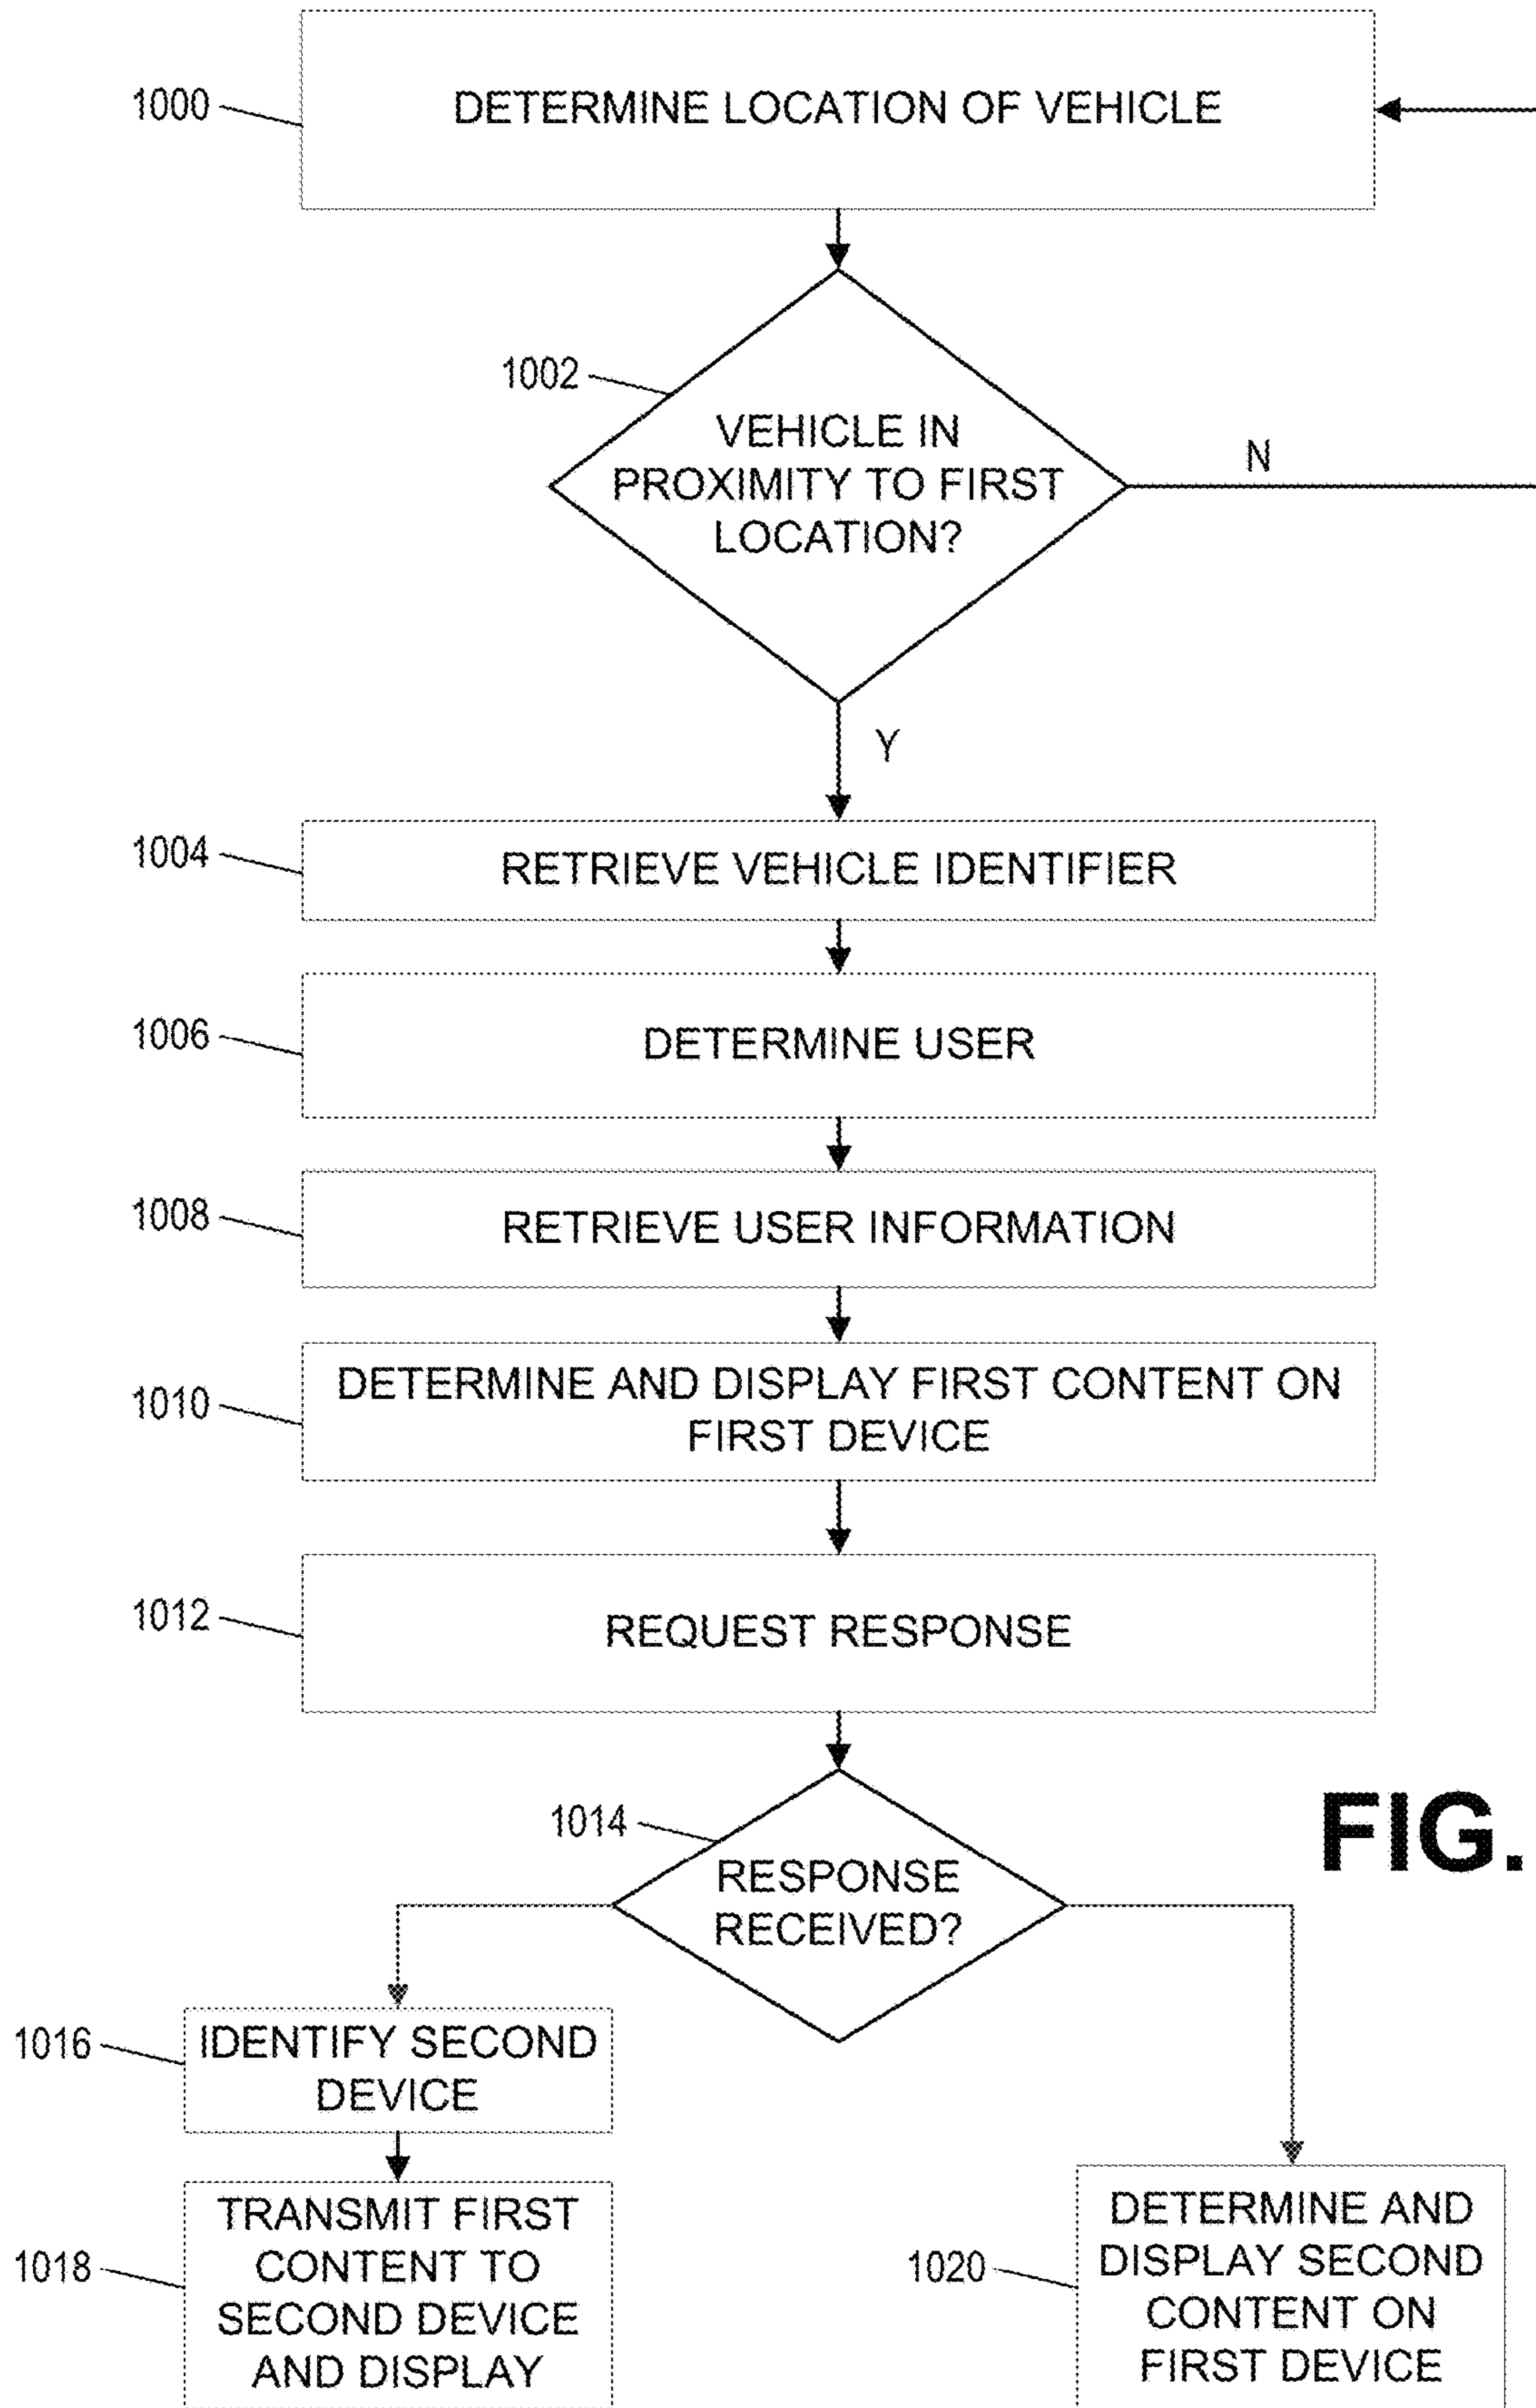 1000
DETERMINE LOCATION OF VEHICLE
1002
VEHICLE IN
PROXIMITY TO FIRST
LOCATION?
N
Y
1004
RETRIEVE VEHICLE IDENTIFIER
1006
DETERMINE USER
1008
RETRIEVE USER INFORMATION
1010
DETERMINE AND DISPLAY FIRST CONTENT ON
FIRST DEVICE
1012
REQUEST RESPONSE
FIG.
1014
RESPONSE
RECEIVED?
1016
IDENTIFY SECOND
DEVICE
1018
TRANSMIT FIRST
CONTENT TO
SECOND DEVICE
AND DISPLAY
1020
DETERMINE AND
DISPLAY SECOND
CONTENT ON
FIRST DEVICE